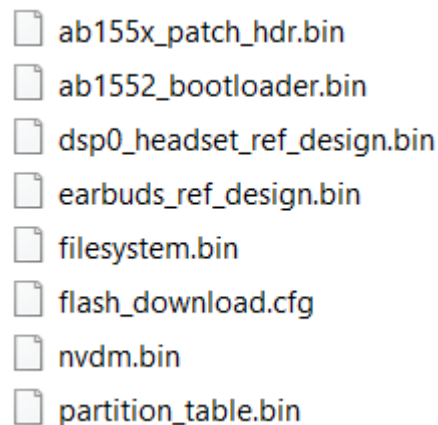 ab155x_patch_hdr.bin
ab1552_bootloader.bin
dsp0_headset_ref_design.bin
earbuds_ref_design.bin
filesystem.bin
flash_download.cfg
nvdm.bin
partition_table.bin